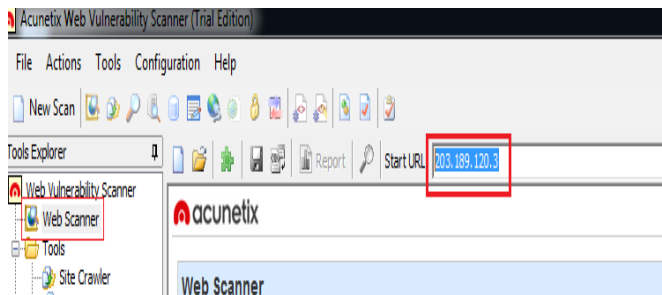 Acunetix Web Vulnerability Scanner (Trial Edition)
File Actions Tools Configuration Help
New Scan
Tools Explorer
Report Start URL 203.189.120.3
Web Vulnerability Scanner
Web Scanner
Tools
Site Crawler
acunetix
Web Scanner